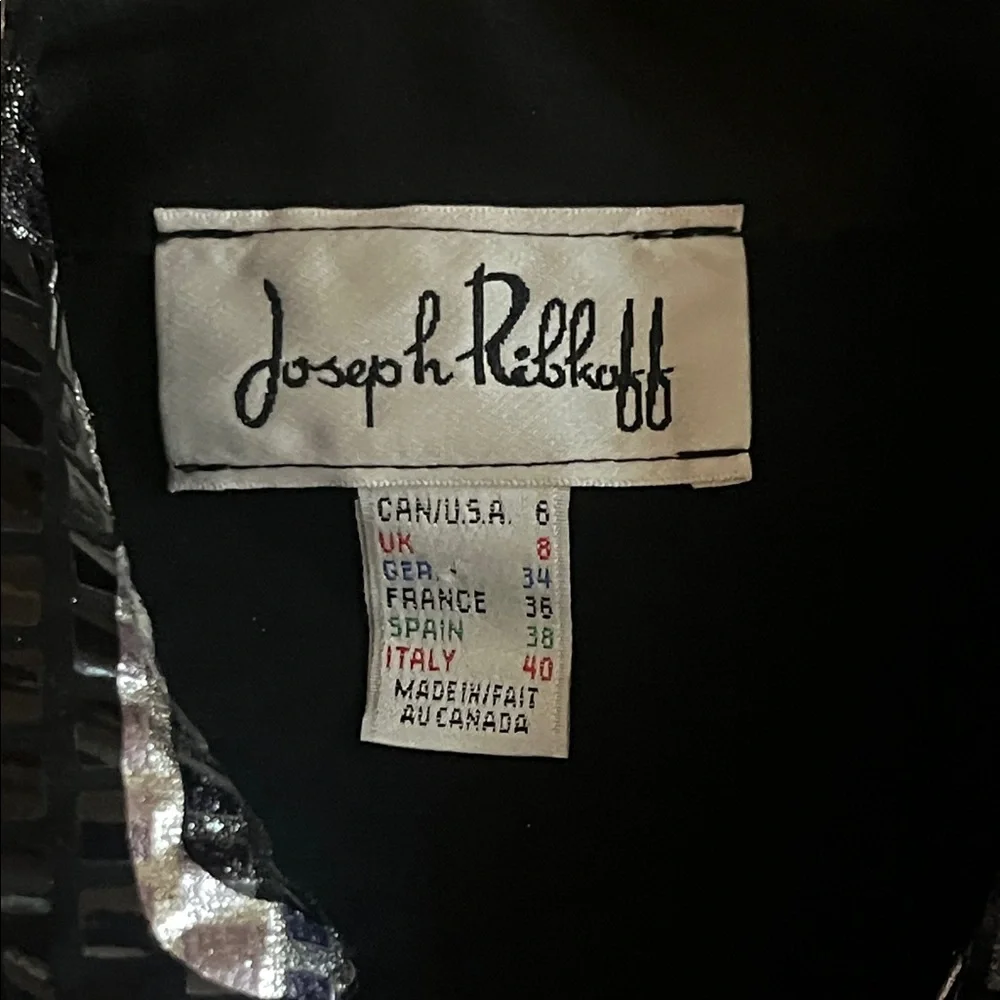 Joseph Ribkoff
CAN/U.S.A. 6
UK 8
GER. 34
FRANCE 36
SPAIN 38
ITALY 40
MADE IN/FAIT
AU CANADA